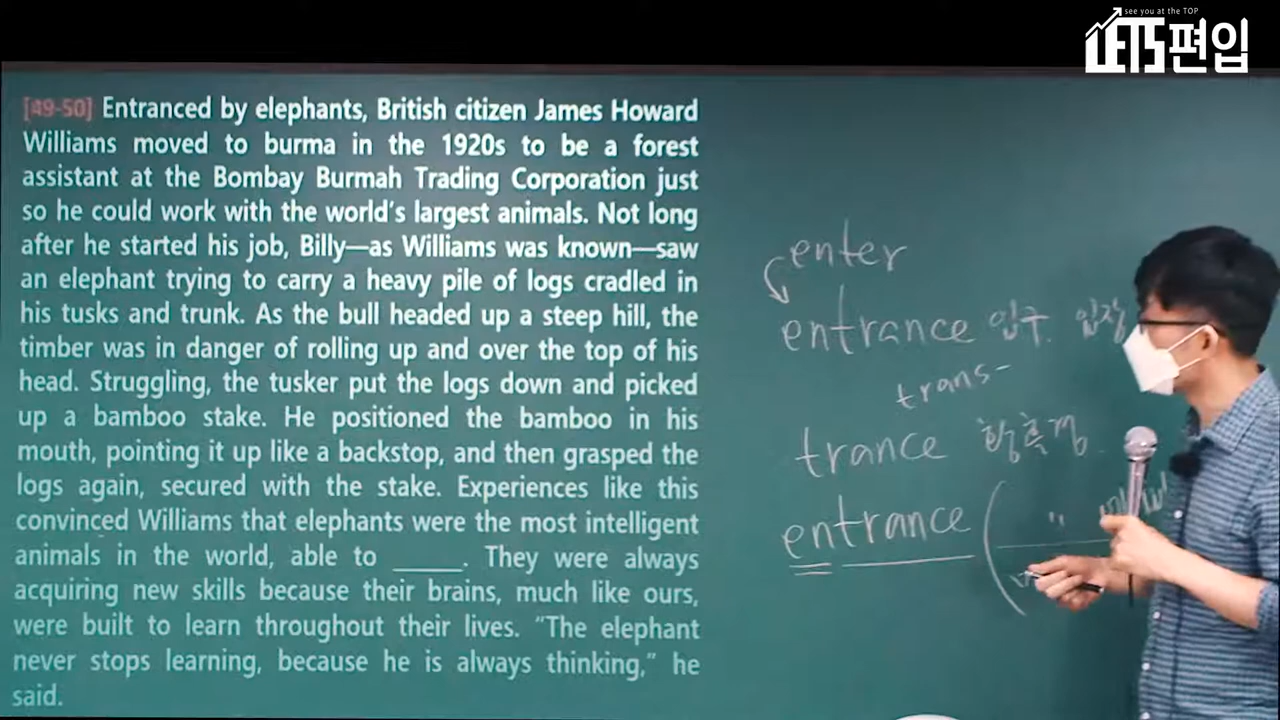 see you at the TOP
LETS편입
[49-50] Entranced by elephants, British citizen James Howard
Williams moved to burma in the 1920s to be a forest
assistant at the Bombay Burmah Trading Corporation just
so he could work with the world's largest animals. Not long
after he started his job, Billy—as Williams was known—saw
an elephant trying to carry a heavy pile of logs cradled in
his tusks and trunk. As the bull headed up a steep hill, the
timber was in danger of rolling up and over the top of his
head. Struggling, the tusker put the logs down and picked
up a bamboo stake. He positioned the bamboo in his
mouth, pointing it up like a backstop, and then grasped the
logs again, secured with the stake. Experiences like this
convinced Williams that elephants were the most intelligent
animals in the world, able to _____. They were always
acquiring new skills because their brains, much like ours,
were built to learn throughout their lives. “The elephant
never stops learning, because he is always thinking,” he
said.
enter
entrance 입구. 입장
trans-
trance 황홀경
entrance (